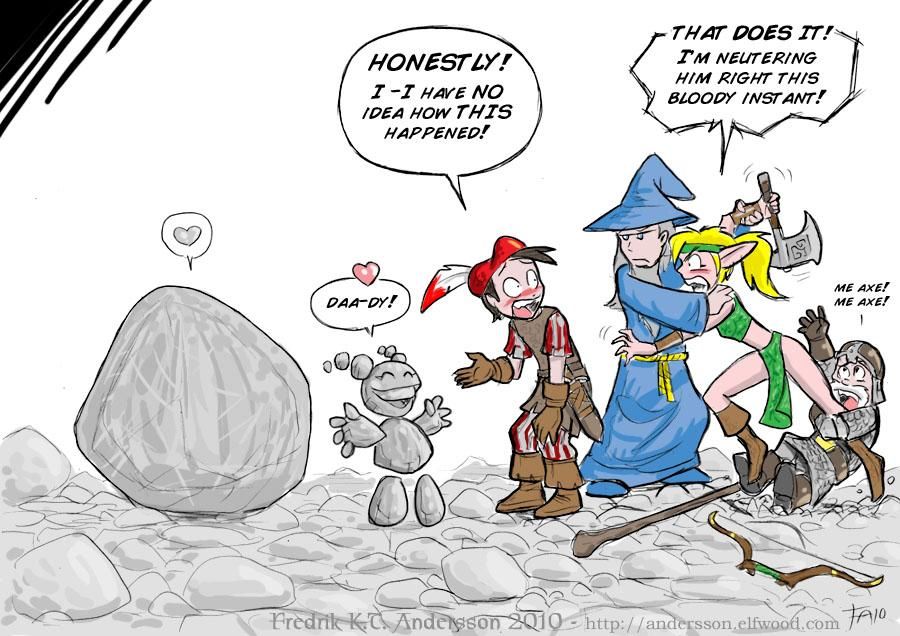 HONESTLY!
I-I HAVE NO
IDEA HOW THIS
HAPPENED!
THAT DOES IT!
I'M NEUTERING
HIM RIGHT THIS
BLOODY INSTANT!
DAA-DY!
ME AXE!
ME AXE!
FA10
Fredrik K.T. Andersson 2010 - http://andersson.elfwood.com